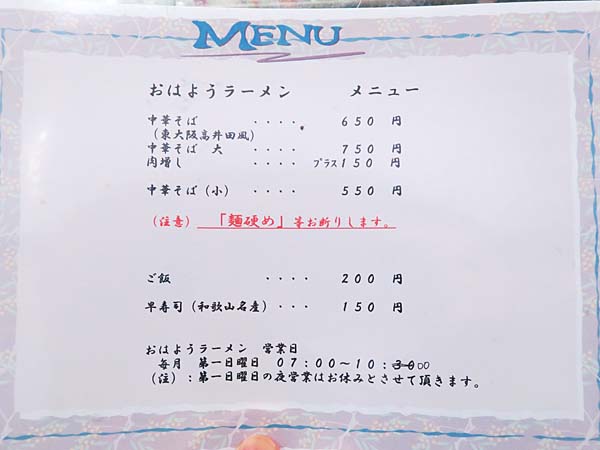 MENU
おはようラーメン　　メニュー
中華そば　・・・・　６５０　円
（東大阪高井田風）
中華そば　大　・・・・　７５０　円
肉増し　プラス１５０　円
中華そば（小）　・・・・　５５０　円
（注意）　「麺硬め」等お断りします。
ご飯　・・・・　２００　円
早寿司（和歌山名産）・・・　１５０　円
おはようラーメン　営業日
毎月　第一日曜日　０７：００～１０：３０００
（注）：第一日曜日の夜営業はお休みとさせて頂きます。